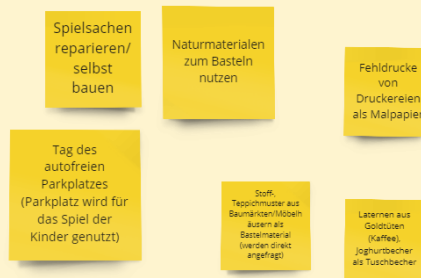 Spielsachen
reparieren/
selbst
bauen
Naturmaterialen
zum Basteln
nutzen
Fehldrucke
von
Druckereien
als Malpapier
Tag des
autofreien
Parkplatzes
(Parkplatz wird für
das Spiel der
Kinder genutzt)
Stoff-,
Teppichmuster aus
Baumärkten/Möbelh
äusern als
Bastelmaterial
(werden direkt
angefragt)
Laternen aus
Goldtüten
(Kaffee),
Joghurtbecher
als Tuschbecher